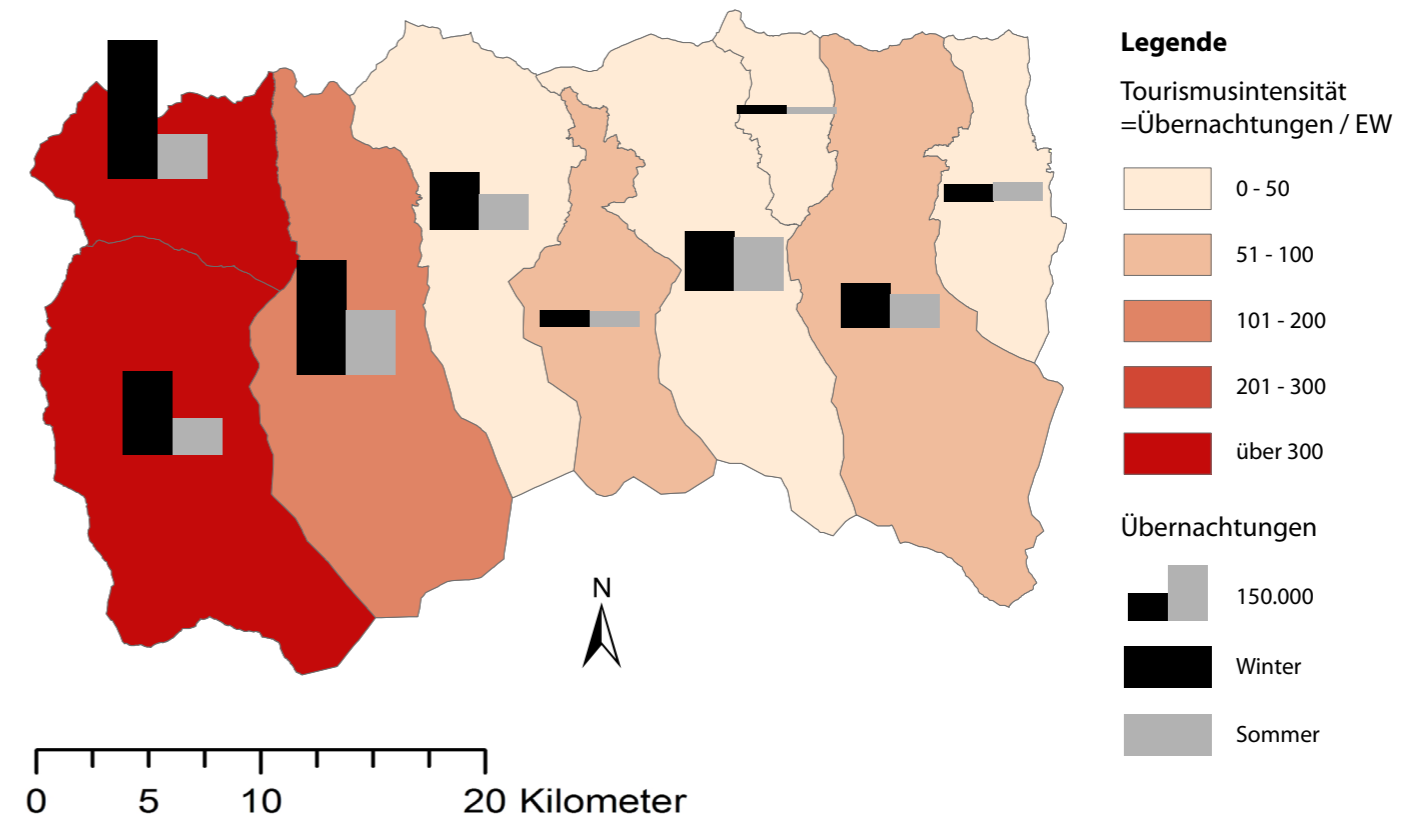 Legende
Tourismusintensität
=Übernachtungen / EW
0 - 50
51 - 100
101 - 200
201 - 300
über 300
Übernachtungen
150.000
Winter
Sommer
N
0 5 10 20 Kilometer